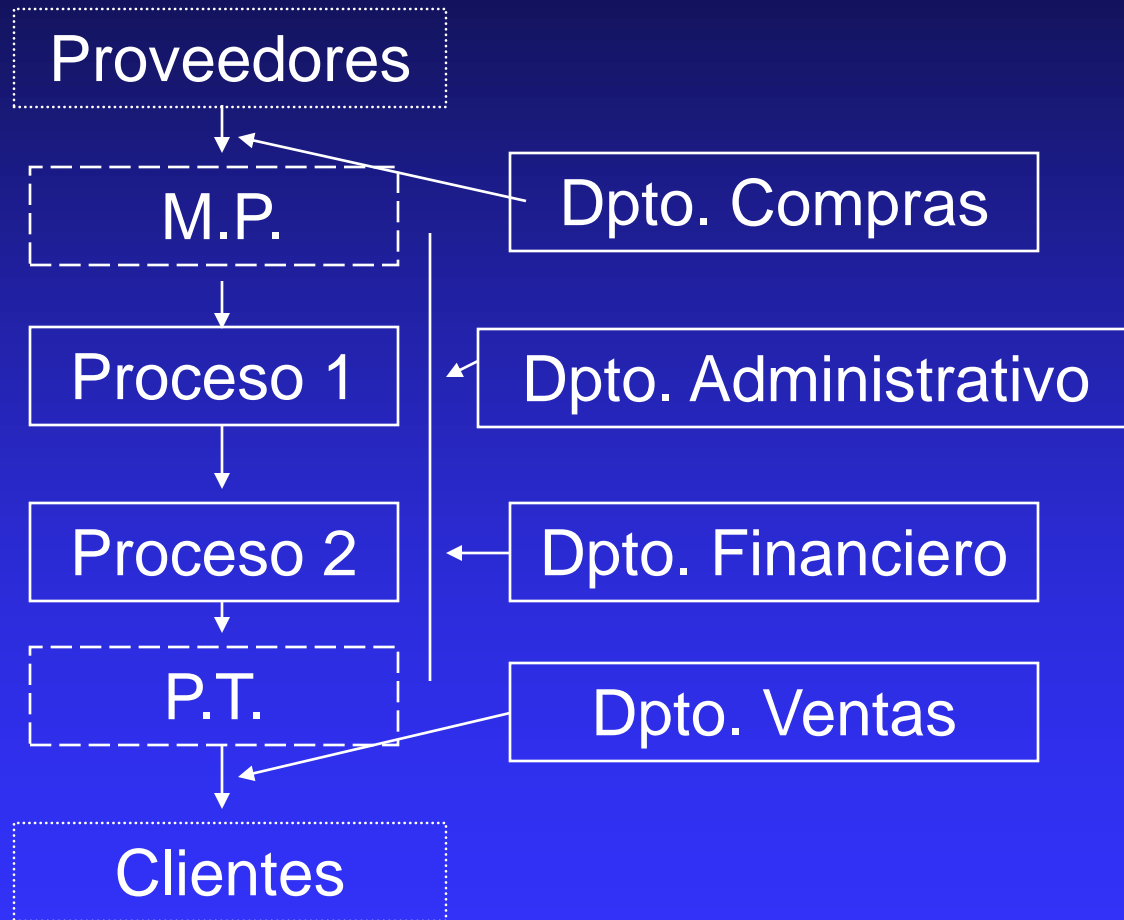 Proveedores
M.P.
Dpto. Compras
Proceso 1
Dpto. Administrativo
Proceso 2
Dpto. Financiero
P.T.
Dpto. Ventas
Clientes